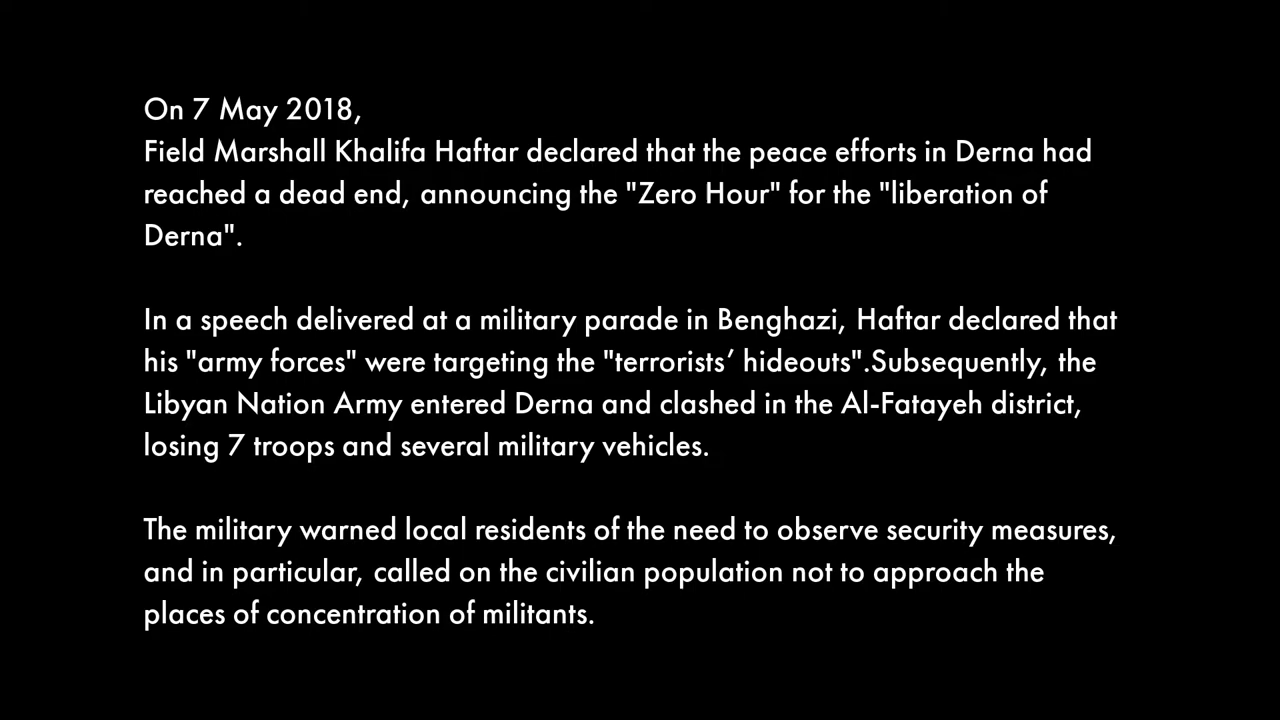 On 7 May 2018,
Field Marshall Khalifa Haftar declared that the peace efforts in Derna had
reached a dead end, announcing the "Zero Hour" for the "liberation of
Derna".
In a speech delivered at a military parade in Benghazi, Haftar declared that
his "army forces" were targeting the "terrorists’ hideouts".Subsequently, the
Libyan Nation Army entered Derna and clashed in the Al-Fatayeh district,
losing 7 troops and several military vehicles.
The military warned local residents of the need to observe security measures,
and in particular, called on the civilian population not to approach the
places of concentration of militants.